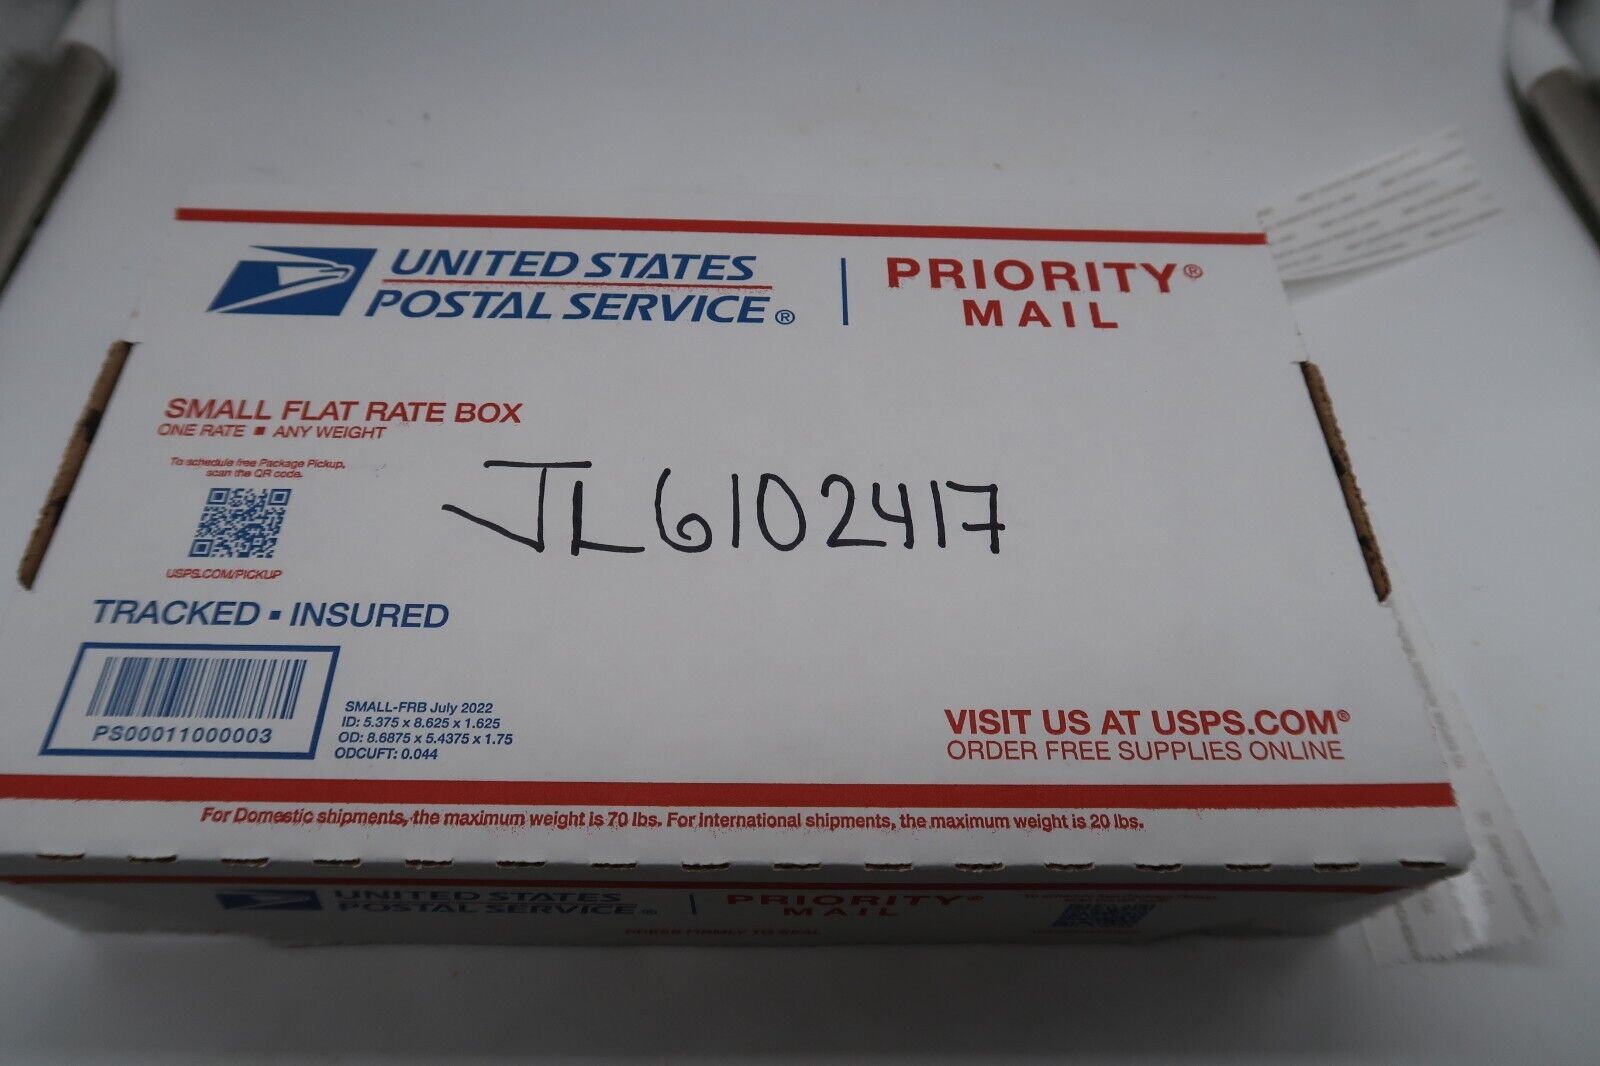 UNITED STATES
POSTAL SERVICE®
PRIORITY®
MAIL
SMALL FLAT RATE BOX
ONE RATE ▪ ANY WEIGHT
To schedule free Package Pickup,
scan the QR code.
USPS.COM/PICKUP
JL6102417
TRACKED ▪ INSURED
PS00011000003
SMALL-FRB July 2022
ID: 5.375 x 8.625 x 1.625
OD: 8.6875 x 5.4375 x 1.75
ODCUFT: 0.044
VISIT US AT USPS.COM®
ORDER FREE SUPPLIES ONLINE
For Domestic shipments, the maximum weight is 70 lbs. For International shipments, the maximum weight is 20 lbs.
UNITED STATES
POSTAL SERVICE®
PRIORITY®
MAIL
PRESS FIRMLY TO SEAL